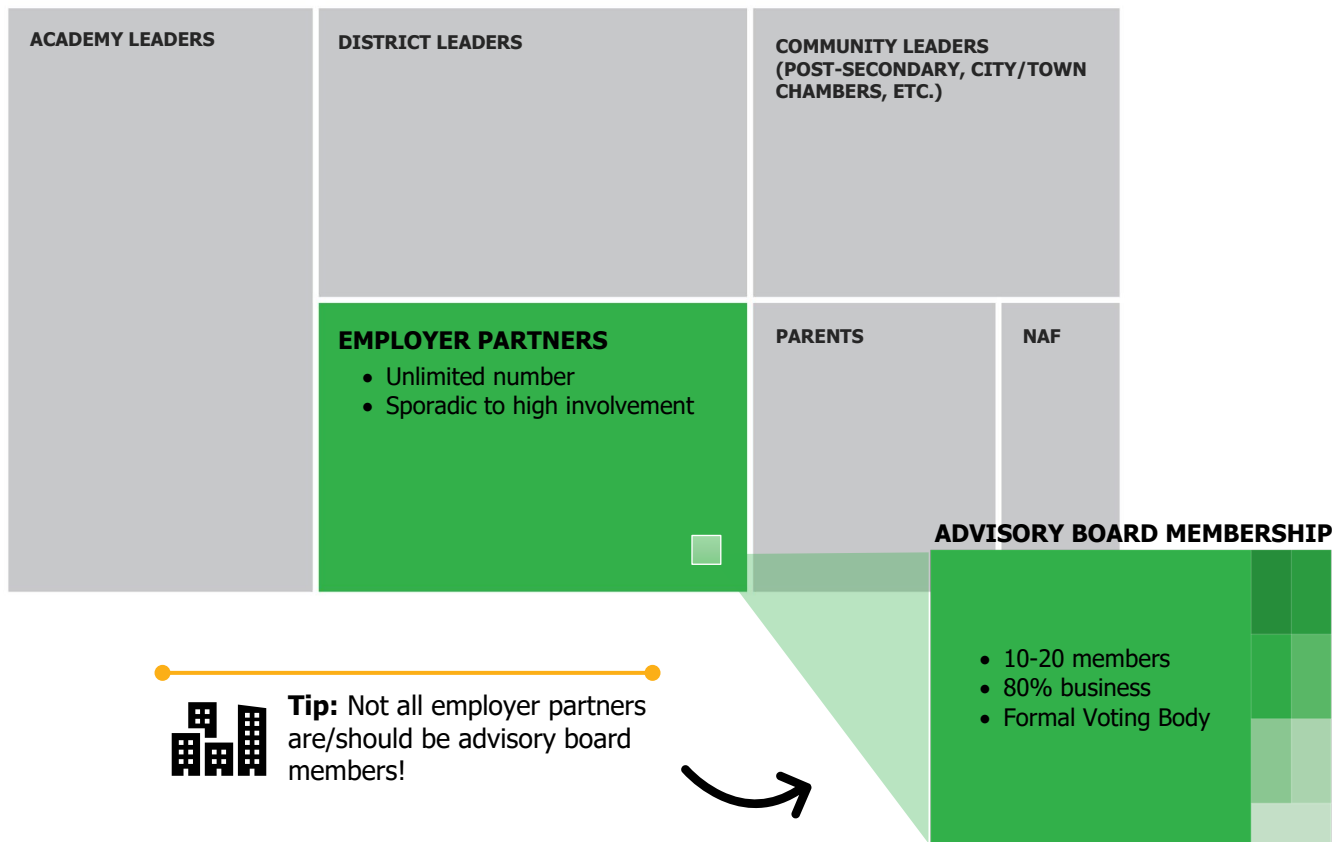 ACADEMY LEADERS
DISTRICT LEADERS
COMMUNITY LEADERS
(POST-SECONDARY, CITY/TOWN
CHAMBERS, ETC.)
EMPLOYER PARTNERS
• Unlimited number
• Sporadic to high involvement
PARENTS
NAF
ADVISORY BOARD MEMBERSHIP
• 10-20 members
• 80% business
• Formal Voting Body
Tip: Not all employer partners
are/should be advisory board
members!